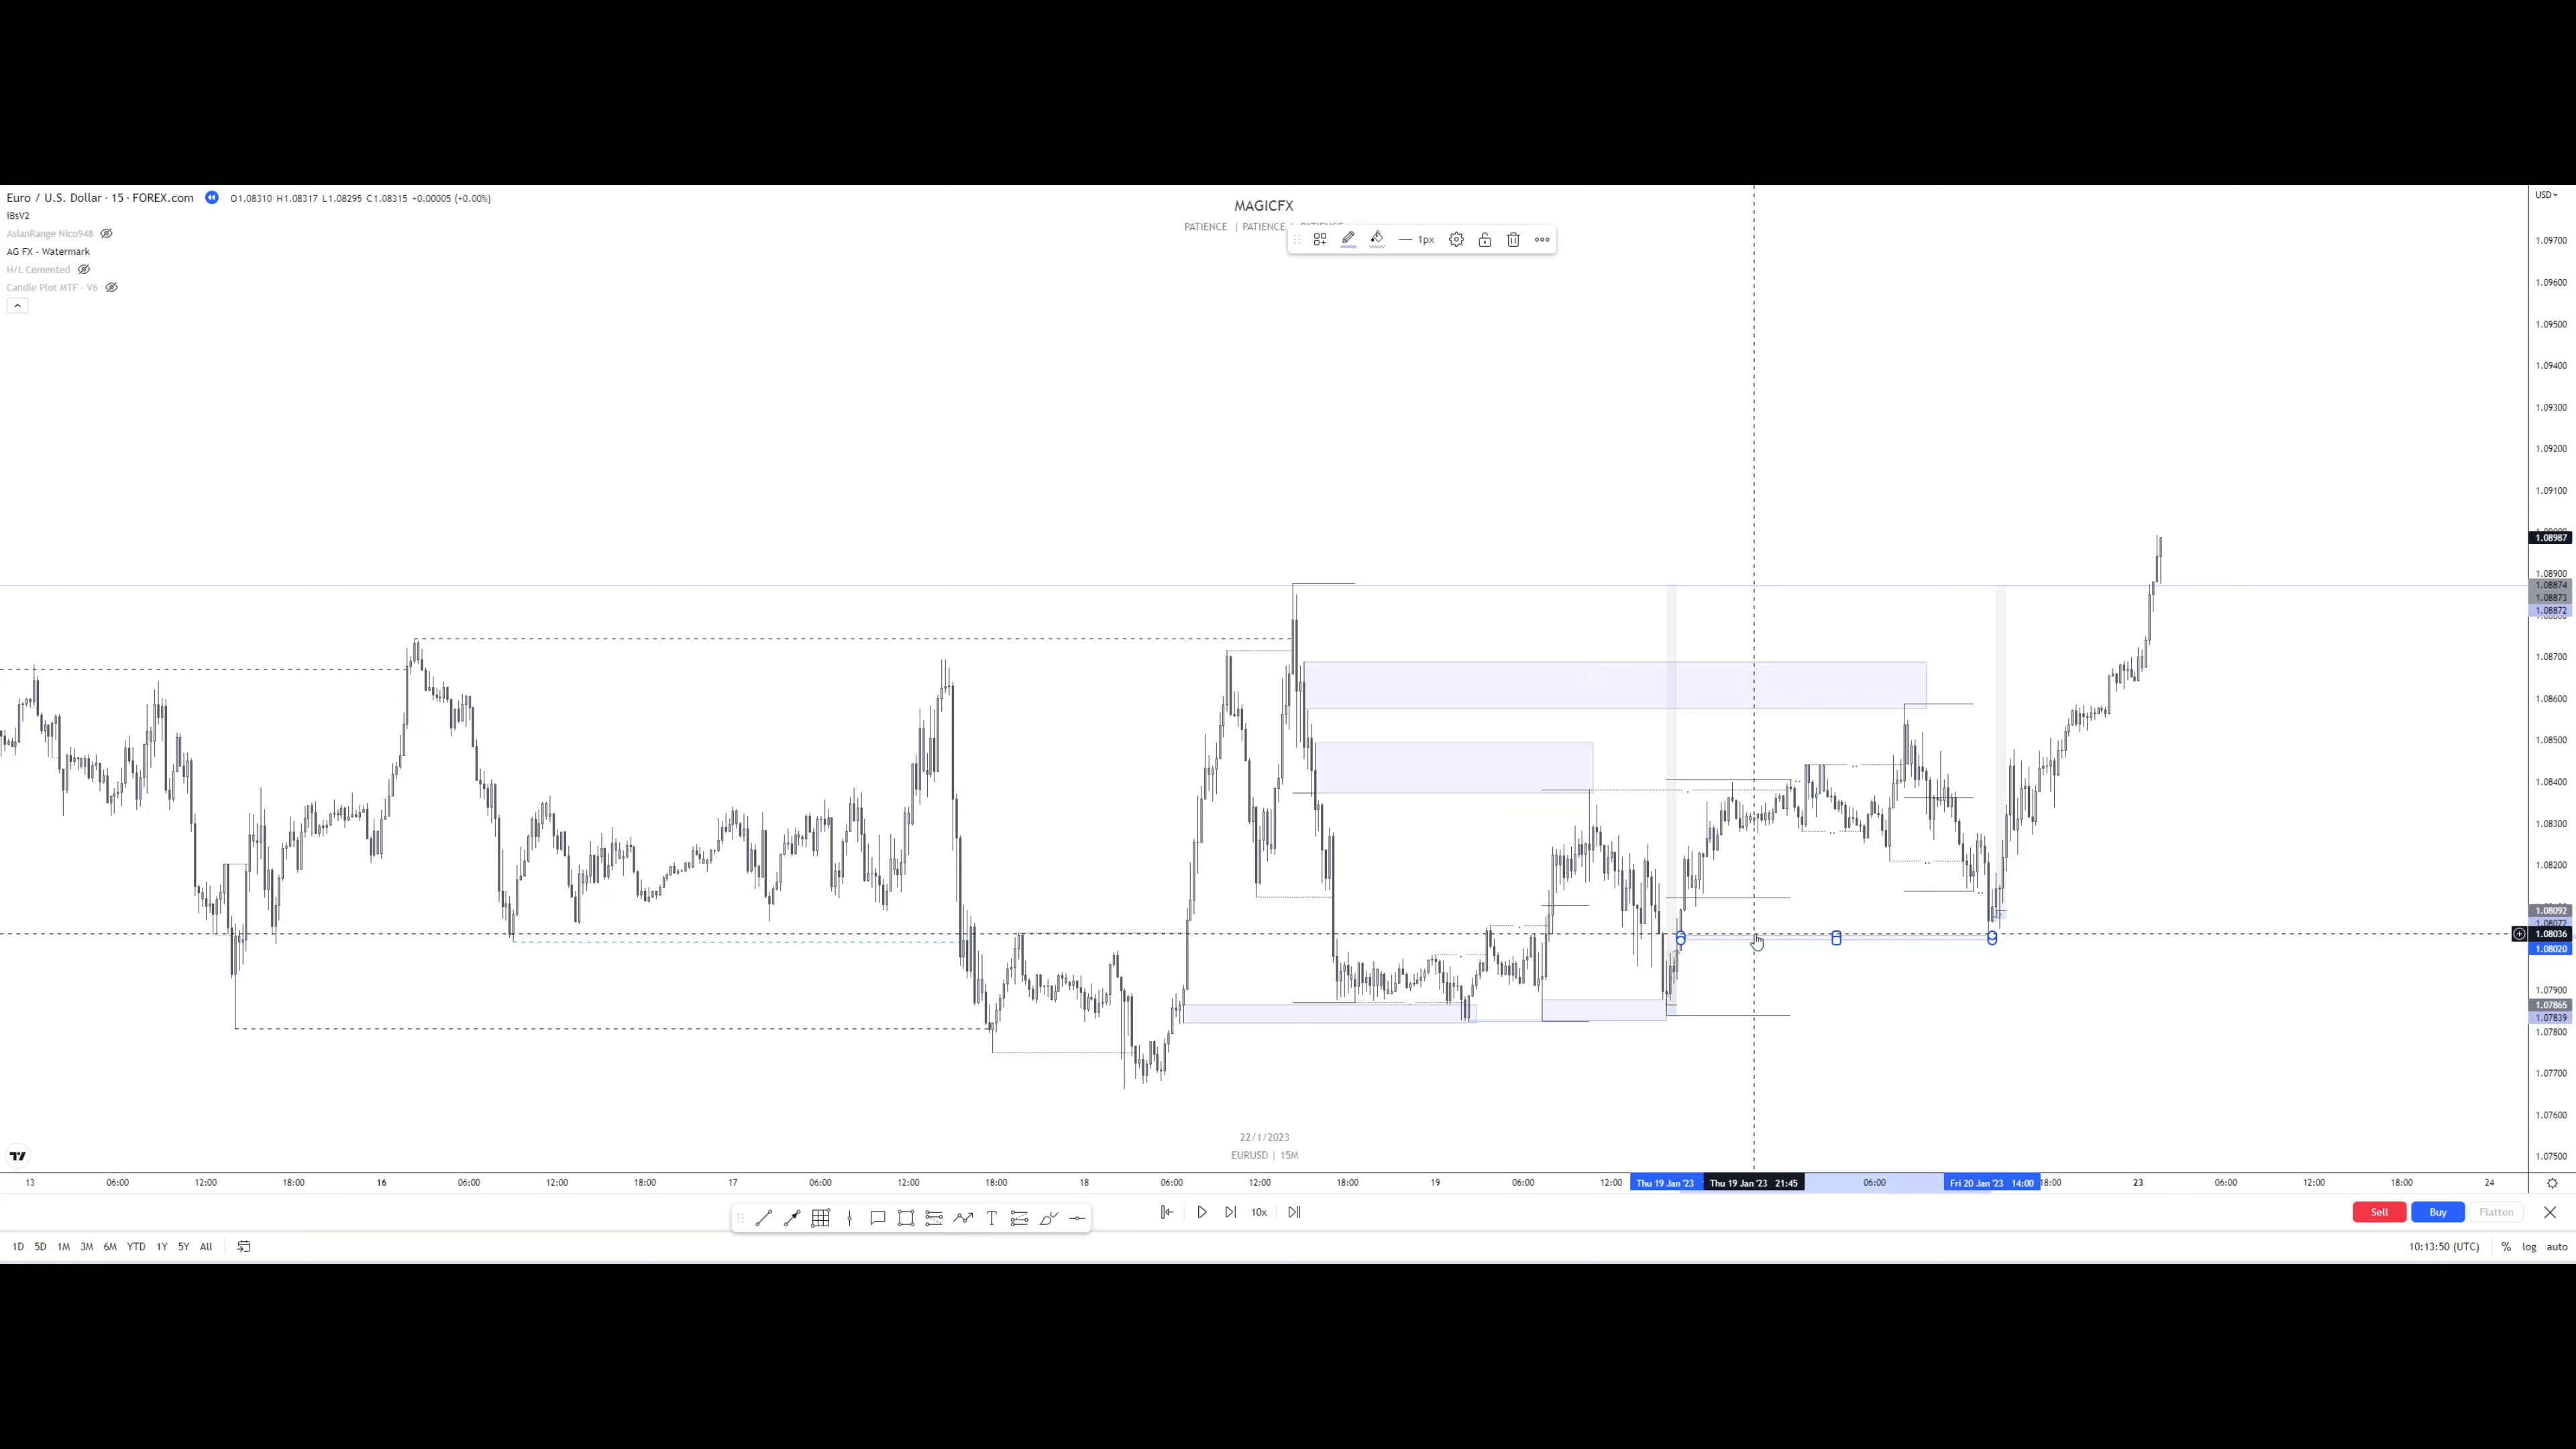 Euro / U.S. Dollar · 15 · FOREX.com O1.08310 H1.08317 L1.08295 C1.08315 +0.00005 (+0.00%)
iBsV2
AsianRange Nico948
AG FX - Watermark
H/L Cemented
Candle Plot MTF - V6
MAGICFX
PATIENCE | PATIENCE | PATIENCE
1px
USD
1.09700
1.09600
1.09500
1.09400
1.09300
1.09200
1.09100
1.08987
1.08900
1.08874
1.08873
1.08872
1.08700
1.08600
1.08500
1.08400
1.08300
1.08200
1.08092
1.08036
1.08020
1.07900
1.07865
1.07839
1.07800
1.07700
1.07600
1.07500
22/1/2023
EURUSD | 15M
13 06:00 12:00 18:00 16 06:00 12:00 18:00 17 06:00 12:00 18:00 18 06:00 12:00 18:00 19 06:00 12:00 Thu 19 Jan '23 Thu 19 Jan '23 21:45 06:00 Fri 20 Jan '23 14:00 18:00 23 06:00 12:00 18:00 24
10x
Sell Buy Flatten
1D 5D 1M 3M 6M YTD 1Y 5Y All
10:13:50 (UTC) % log auto